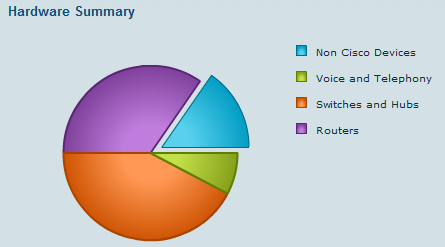 Hardware Summary
Non Cisco Devices
Voice and Telephony
Switches and Hubs
Routers